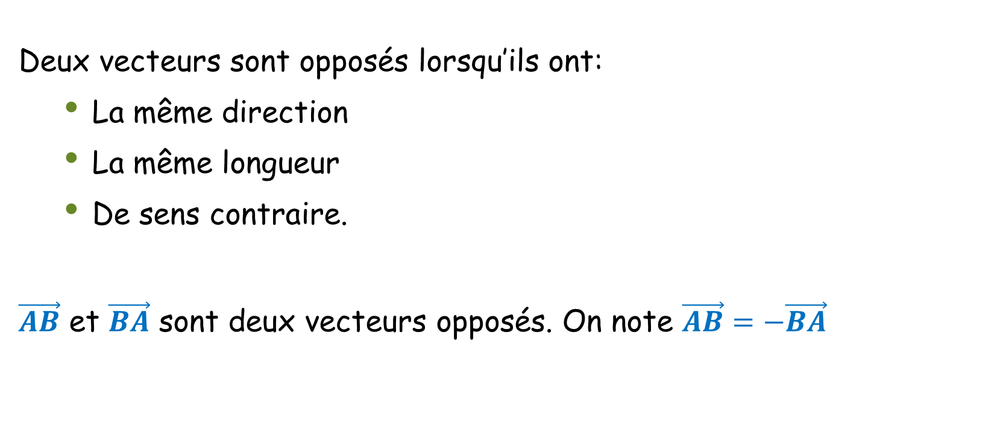 Deux vecteurs sont opposés lorsqu'ils ont:
• La même direction
• La même longueur
• De sens contraire.
$\overrightarrow{AB}$ et $\overrightarrow{BA}$ sont deux vecteurs opposés. On note $\overrightarrow{AB} = -\overrightarrow{BA}$